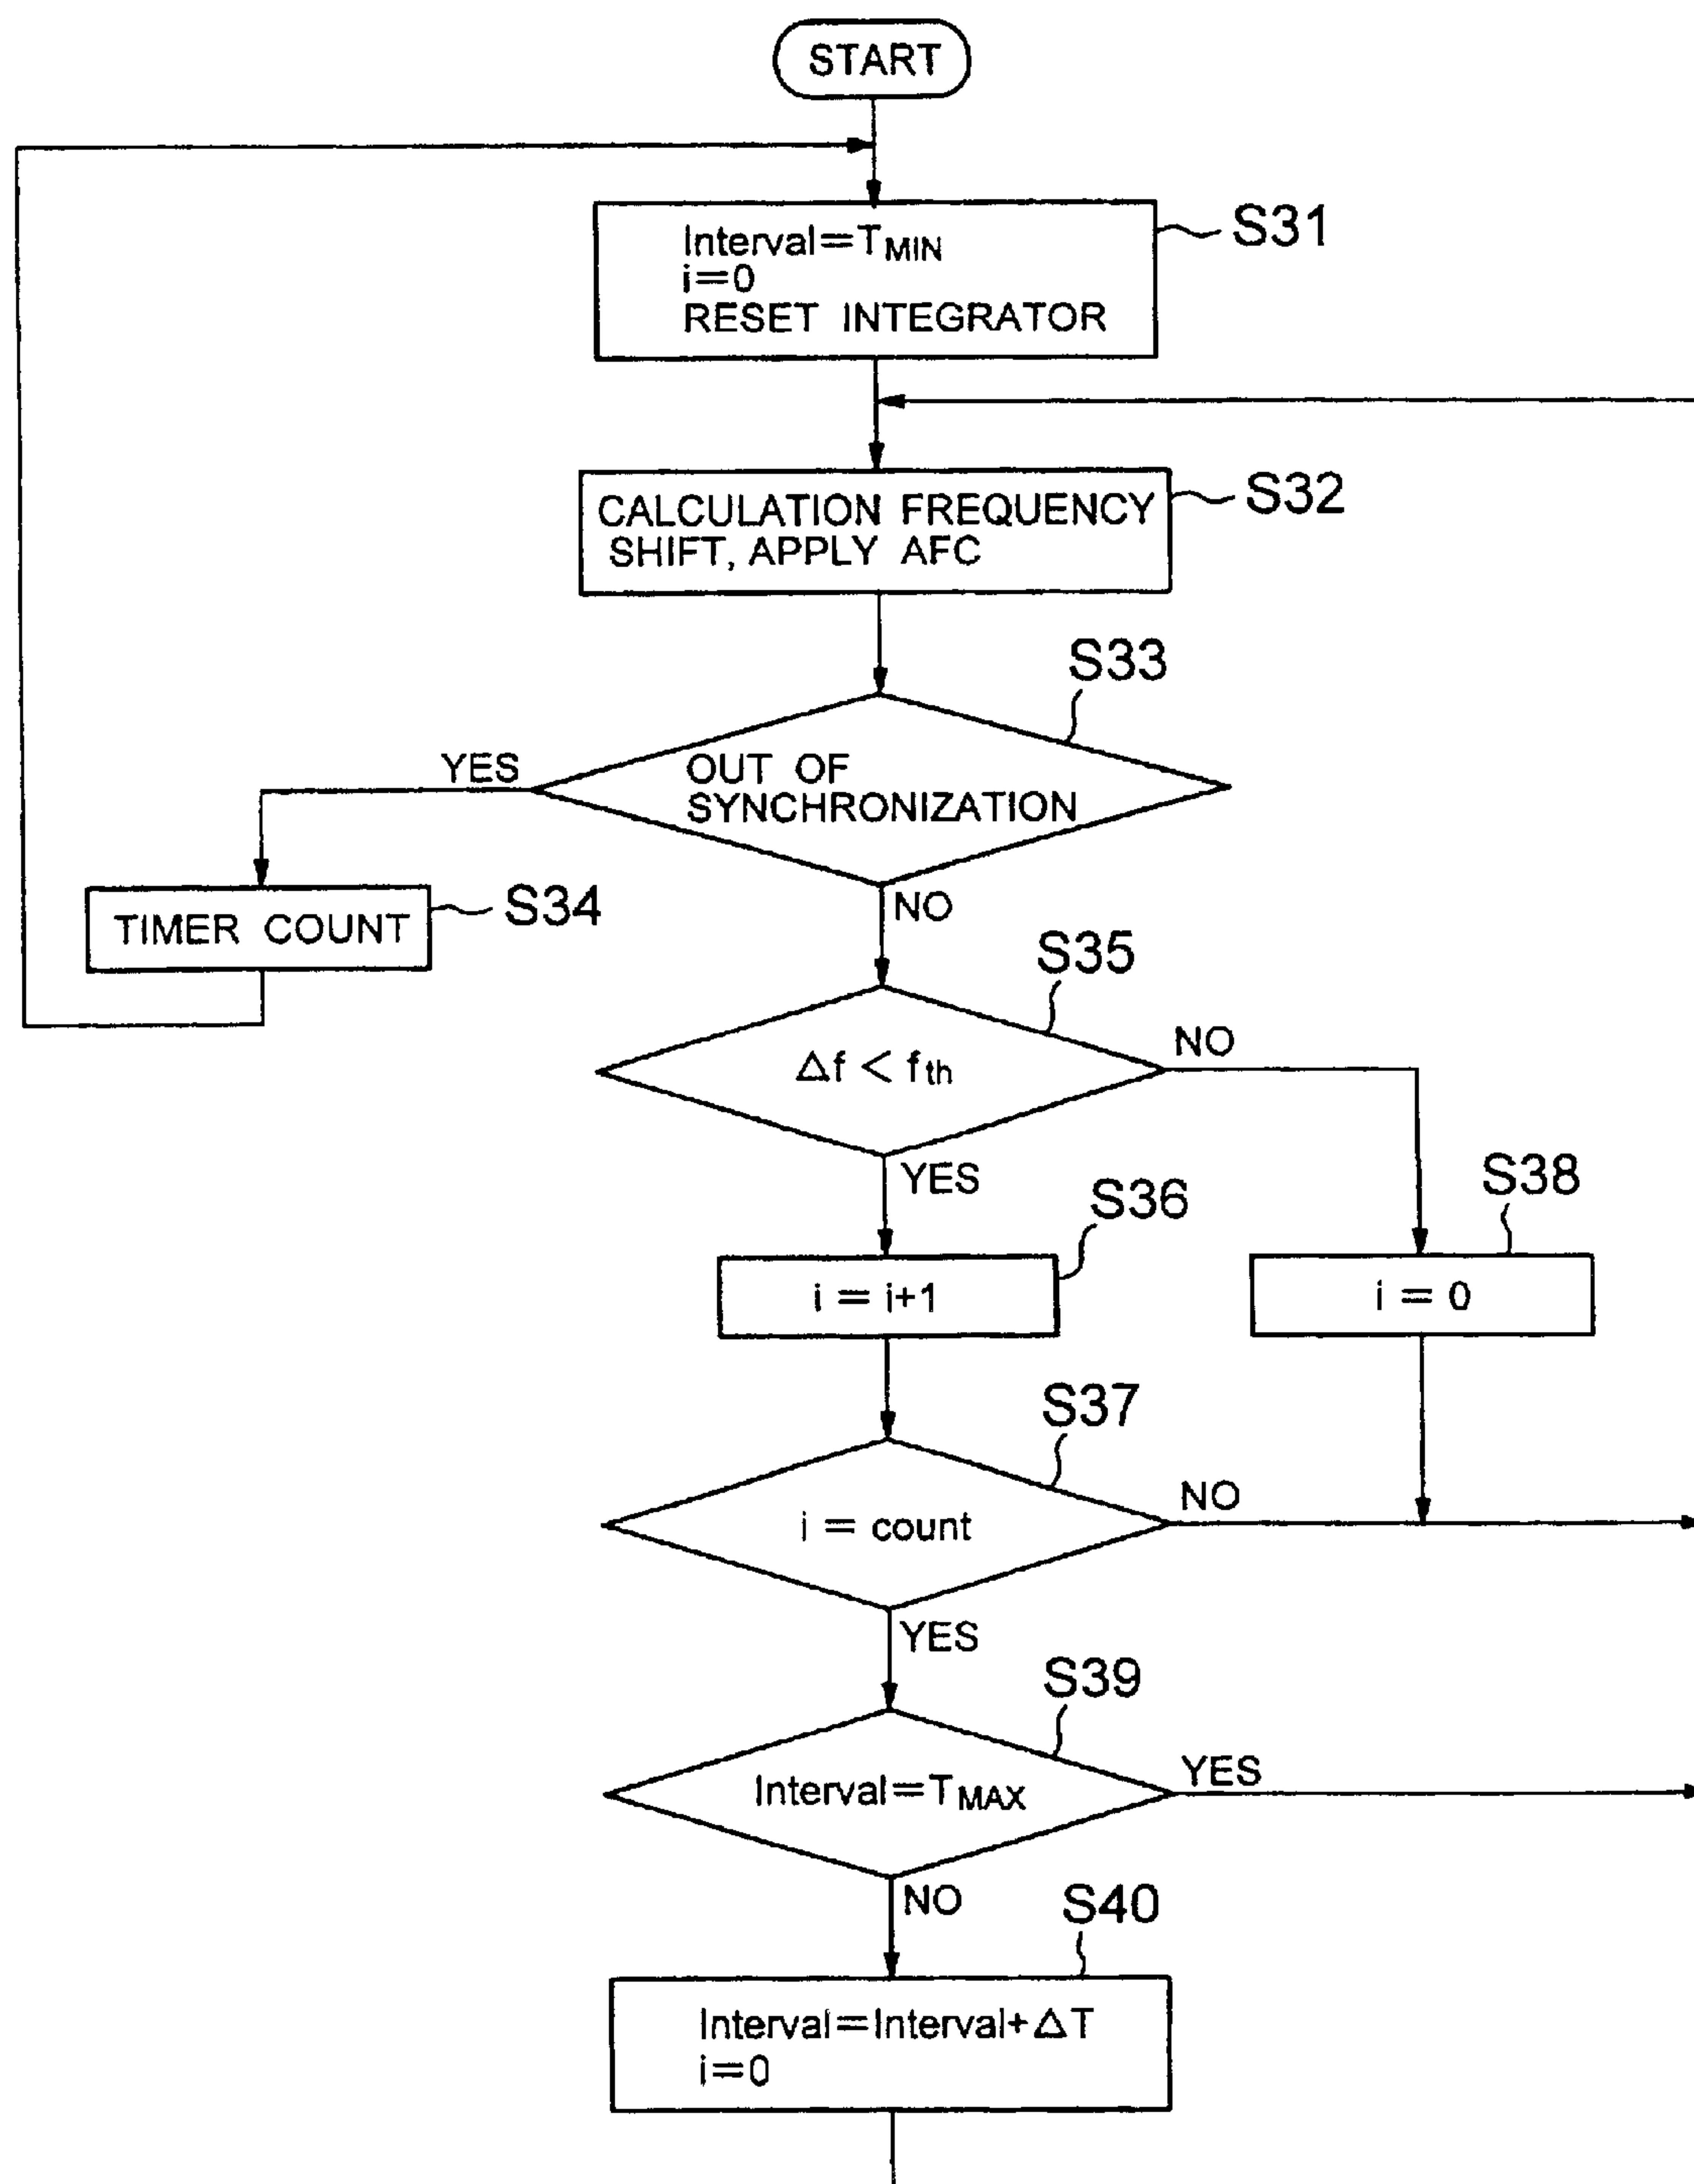 START
Interval=TMIN
i=0
RESET INTEGRATOR
S31
CALCULATION FREQUENCY
SHIFT, APPLY AFC
S32
S33
OUT OF
SYNCHRONIZATION
YES
NO
TIMER COUNT
S34
S35
Δf < fth
NO
YES
S36
i = i+1
S38
i = 0
S37
i = count
NO
YES
S39
Interval=TMAX
YES
NO
S40
Interval=Interval+ΔT
i=0